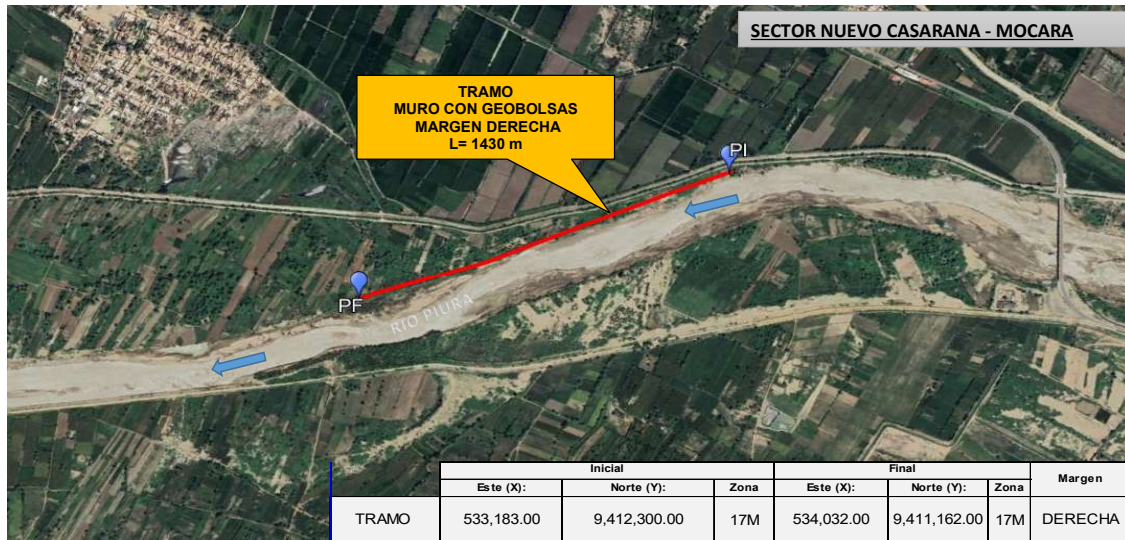 SECTOR NUEVO CASARANA - MOCARA
TRAMO
MURO CON GEOBOLSAS
MARGEN DERECHA
L= 1430 m
PI
PF
RIO PIURA
Inicial Final Margen
Este (X): Norte (Y): Zona Este (X): Norte (Y): Zona
TRAMO 533,183.00 9,412,300.00 17M 534,032.00 9,411,162.00 17M DERECHA